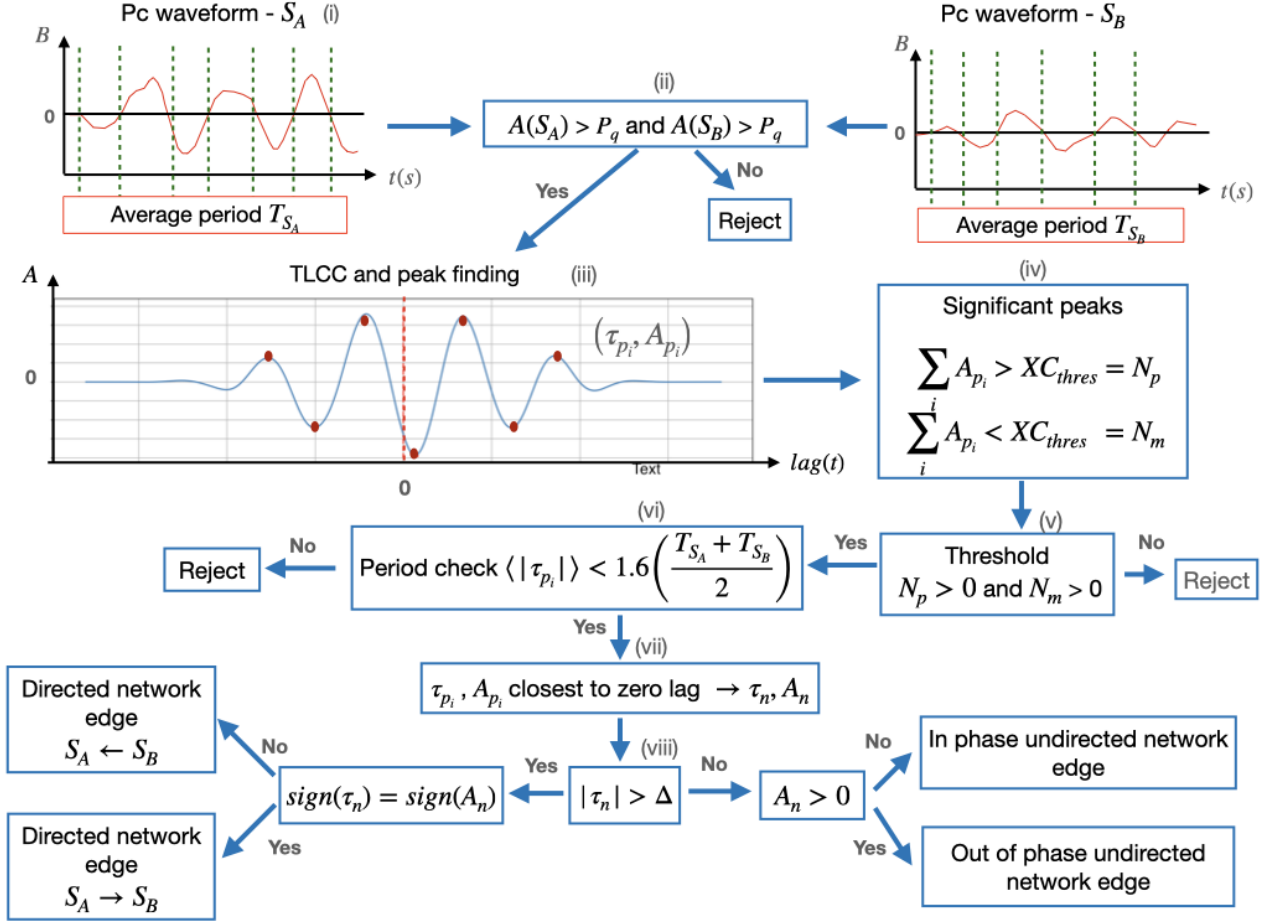 Pc waveform - S_A (i)
B
0
t(s)
Average period T_{S_A}
(ii)
A(S_A) > P_q and A(S_B) > P_q
Yes
No
Reject
Pc waveform - S_B
B
0
t(s)
Average period T_{S_B}
A
TLCC and peak finding (iii)
(τ_{p_i}, A_{p_i})
0
Text
lag(t)
0
(iv)
Significant peaks
∑_i A_{p_i} > XC_{thres} = N_p
∑_i A_{p_i} < XC_{thres} = N_m
(v)
Threshold
N_p > 0 and N_m > 0
No
Reject
Yes
(vi)
Period check ⟨|τ_{p_i}|⟩ < 1.6((T_{S_A} + T_{S_B})/2)
No
Reject
Yes
(vii)
τ_{p_i} , A_{p_i} closest to zero lag → τ_n, A_n
(viii)
|τ_n| > Δ
Yes
sign(τ_n) = sign(A_n)
No
Directed network
edge
S_A ← S_B
Yes
Directed network
edge
S_A → S_B
No
A_n > 0
No
In phase undirected network
edge
Yes
Out of phase undirected
network edge